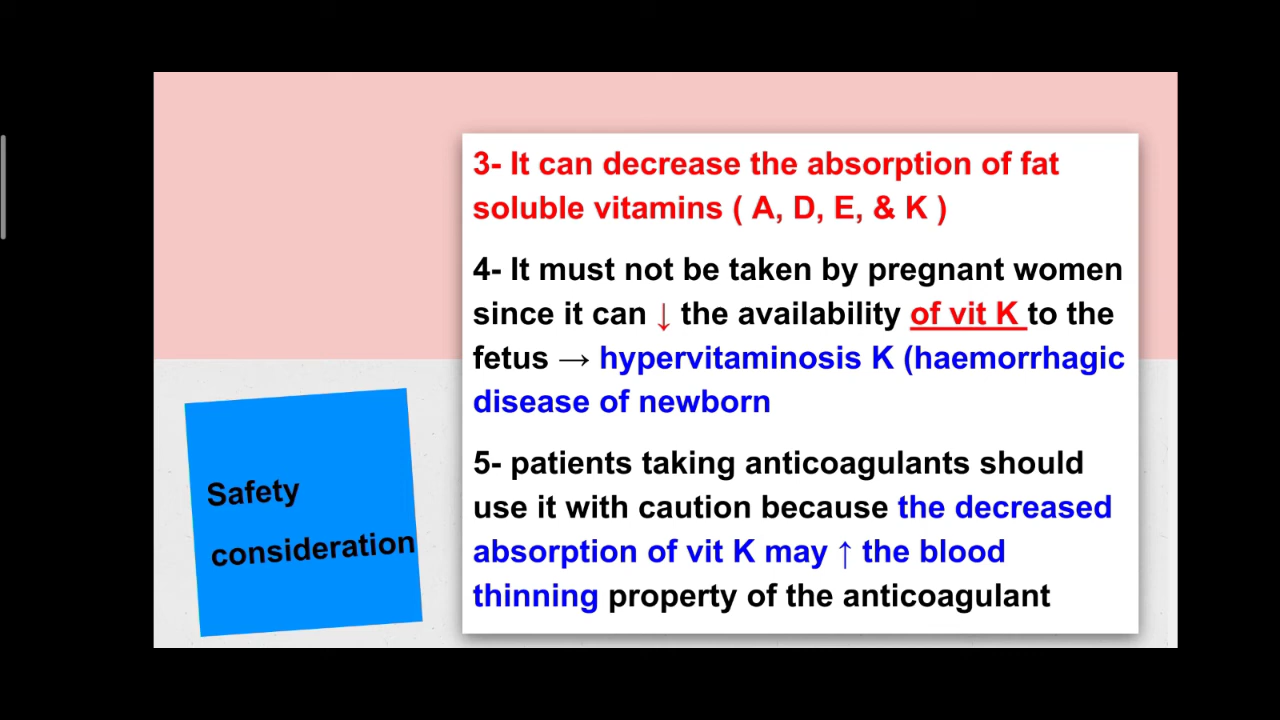 3- It can decrease the absorption of fat
soluble vitamins ( A, D, E, & K )
4- It must not be taken by pregnant women
since it can ↓ the availability of vit K to the
fetus → hypervitaminosis K (haemorrhagic
disease of newborn
5- patients taking anticoagulants should
use it with caution because the decreased
absorption of vit K may ↑ the blood
thinning property of the anticoagulant
Safety
consideration